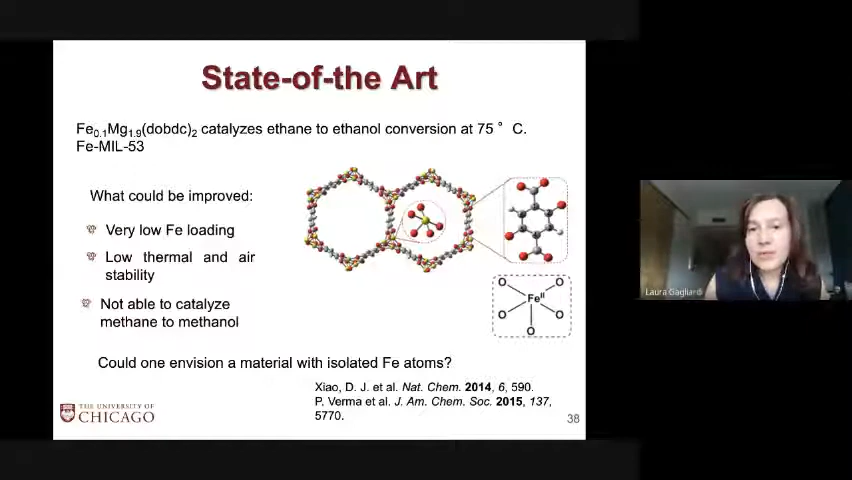 State-of-the Art
Fe0.1Mg1.9(dobdc)2 catalyzes ethane to ethanol conversion at 75 ° C.
Fe-MIL-53
What could be improved:
Very low Fe loading
Low thermal and air
stability
Not able to catalyze
methane to methanol
O O
FeII
O O
O
Could one envision a material with isolated Fe atoms?
Xiao, D. J. et al. Nat. Chem. 2014, 6, 590.
P. Verma et al. J. Am. Chem. Soc. 2015, 137,
5770.
THE UNIVERSITY OF
CHICAGO
38
Laura Gagliardi